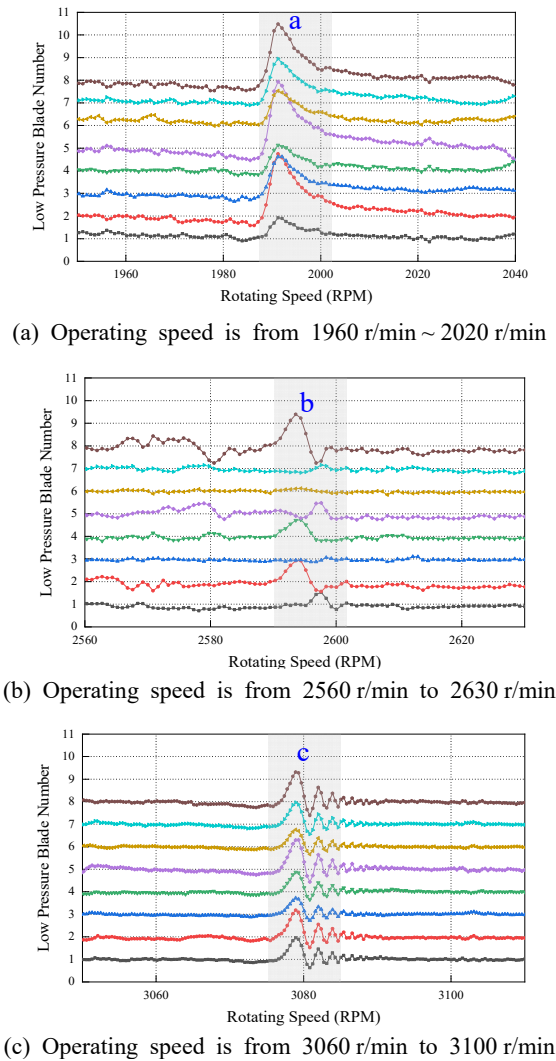 a
11
10
9
8
7
6
5
4
3
2
1
0
Low Pressure Blade Number
1960 1980 2000 2020 2040
Rotating Speed (RPM)
(a) Operating speed is from 1960 r/min ~ 2020 r/min
b
11
10
9
8
7
6
5
4
3
2
1
0
Low Pressure Blade Number
2560 2580 2600 2620
Rotating Speed (RPM)
(b) Operating speed is from 2560 r/min to 2630 r/min
c
11
10
9
8
7
6
5
4
3
2
1
0
Low Pressure Blade Number
3060 3080 3100
Rotating Speed (RPM)
(c) Operating speed is from 3060 r/min to 3100 r/min